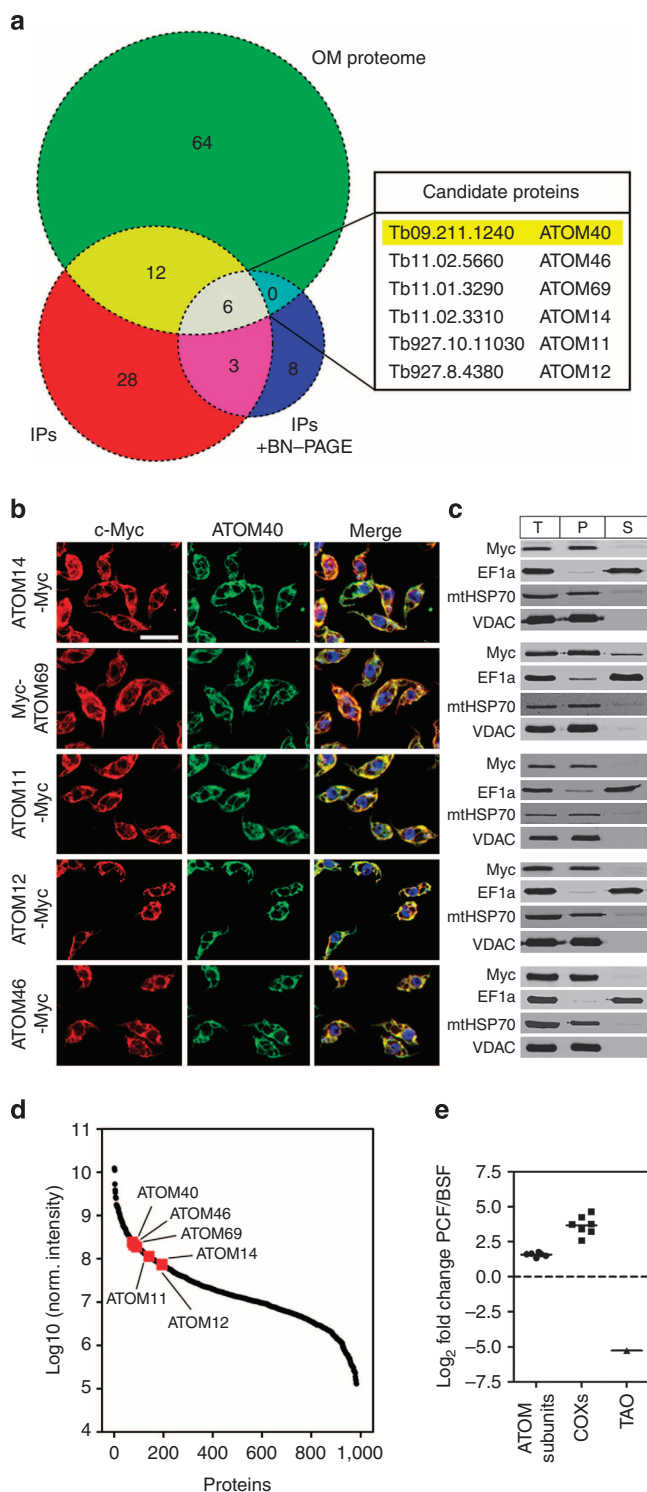 a
OM proteome
64
12
6
0
28
3
8
IPs
IPs
+BN–PAGE
Candidate proteins
Tb09.211.1240 ATOM40
Tb11.02.5660 ATOM46
Tb11.01.3290 ATOM69
Tb11.02.3310 ATOM14
Tb927.10.11030 ATOM11
Tb927.8.4380 ATOM12
b
c-Myc ATOM40 Merge
ATOM14
-Myc
Myc-
ATOM69
ATOM11
-Myc
ATOM12
-Myc
ATOM46
-Myc
c
T P S
Myc
EF1a
mtHSP70
VDAC
Myc
EF1a
mtHSP70
VDAC
Myc
EF1a
mtHSP70
VDAC
Myc
EF1a
mtHSP70
VDAC
Myc
EF1a
mtHSP70
VDAC
d
Log10 (norm. intensity)
11
10
9
8
7
6
5
4
ATOM40
ATOM46
ATOM69
ATOM14
ATOM11
ATOM12
0 200 400 600 800 1,000
Proteins
e
Log2 fold change PCF/BSF
7.5
5.0
2.5
0.0
–2.5
–5.0
–7.5
ATOM
subunits
COXs
TAO